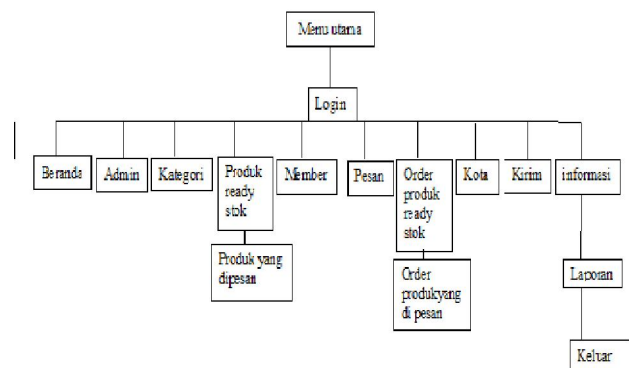 Menu utama
Login
Beranda
Admin
Kategori
Produk
ready
stok
Member
Pesan
Order
produk
ready
stok
Kota
Kirim
informasi
Produk yang
dipesan
Order
produkyang
di pesan
Laporan
Keluar